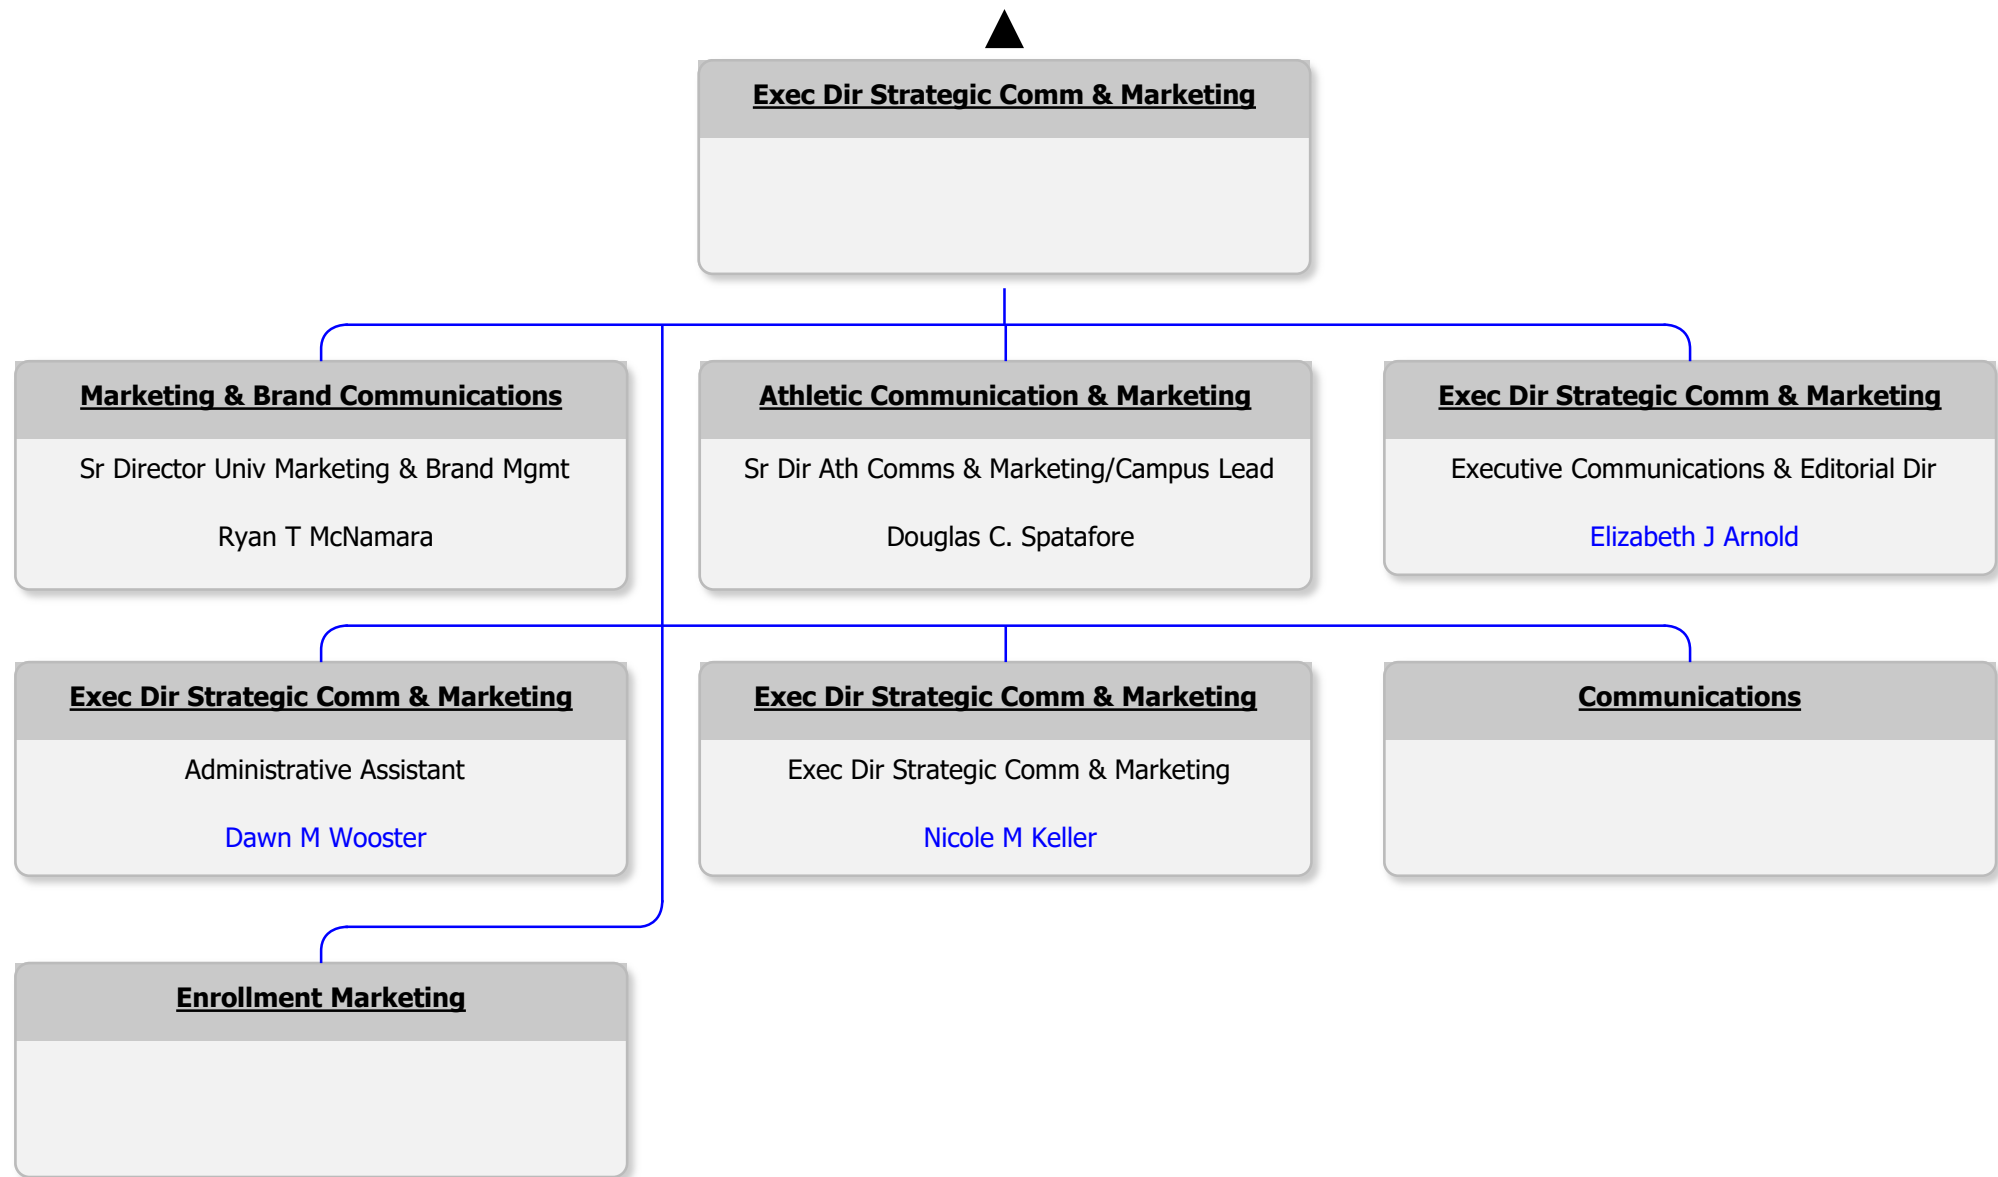 Exec Dir Strategic Comm & Marketing
Marketing & Brand Communications
Sr Director Univ Marketing & Brand Mgmt
Ryan T McNamara
Athletic Communication & Marketing
Sr Dir Ath Comms & Marketing/Campus Lead
Douglas C. Spatafore
Exec Dir Strategic Comm & Marketing
Executive Communications & Editorial Dir
Elizabeth J Arnold
Exec Dir Strategic Comm & Marketing
Administrative Assistant
Dawn M Wooster
Exec Dir Strategic Comm & Marketing
Exec Dir Strategic Comm & Marketing
Nicole M Keller
Communications
Enrollment Marketing